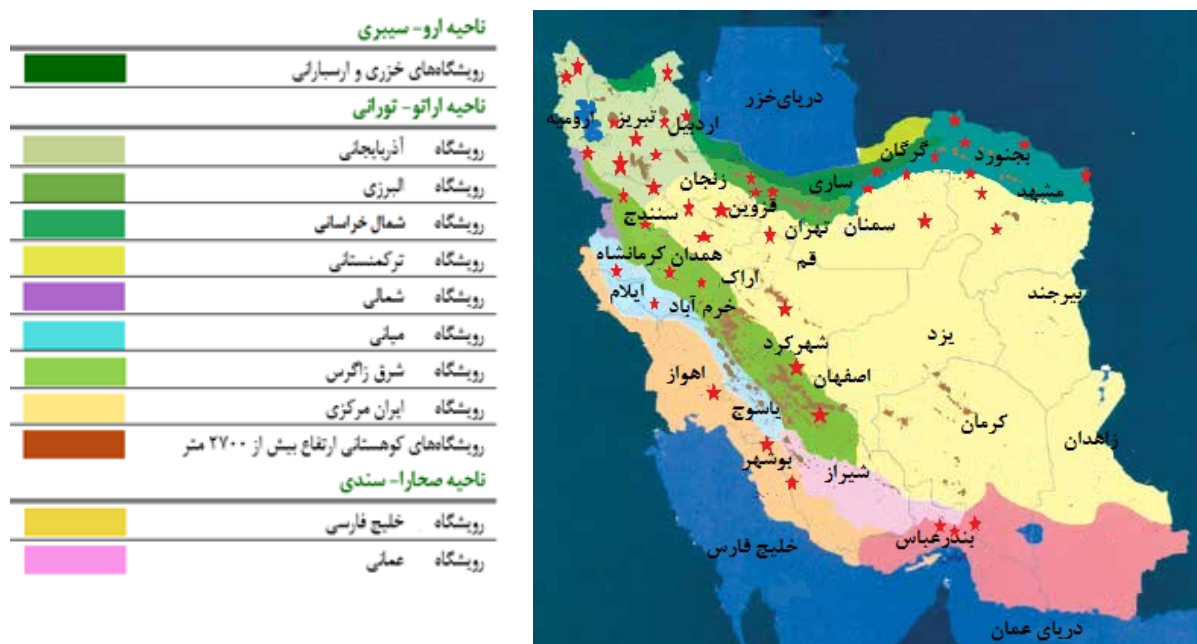 ناحیه ارو- سیبری
رویشگاه‌های خزری و ارسبارانی
ناحیه اراتو- تورانی
رویشگاه آذربایجانی
رویشگاه البرزی
رویشگاه شمال خراسانی
رویشگاه ترکمنستانی
رویشگاه شمالی
رویشگاه میانی
رویشگاه شرق زاگرس
رویشگاه ایران مرکزی
رویشگاه‌های کوهستانی ارتفاع بیش از ۲۷۰۰ متر
ناحیه صحارا- سندی
رویشگاه خلیج فارسی
رویشگاه عمانی
دریای خزر
ارومیه
تبریز
اردبیل
گرگان
بجنورد
مشهد
ساری
زنجان
قزوین
سنندج
تهران
سمنان
قم
همدان
کرمانشاه
اراک
ایلام
خرم آباد
بیرجند
یزد
شهرکرد
اصفهان
اهواز
یاسوج
کرمان
زاهدان
بوشهر
شیراز
بندرعباس
خلیج فارس
دریای عمان